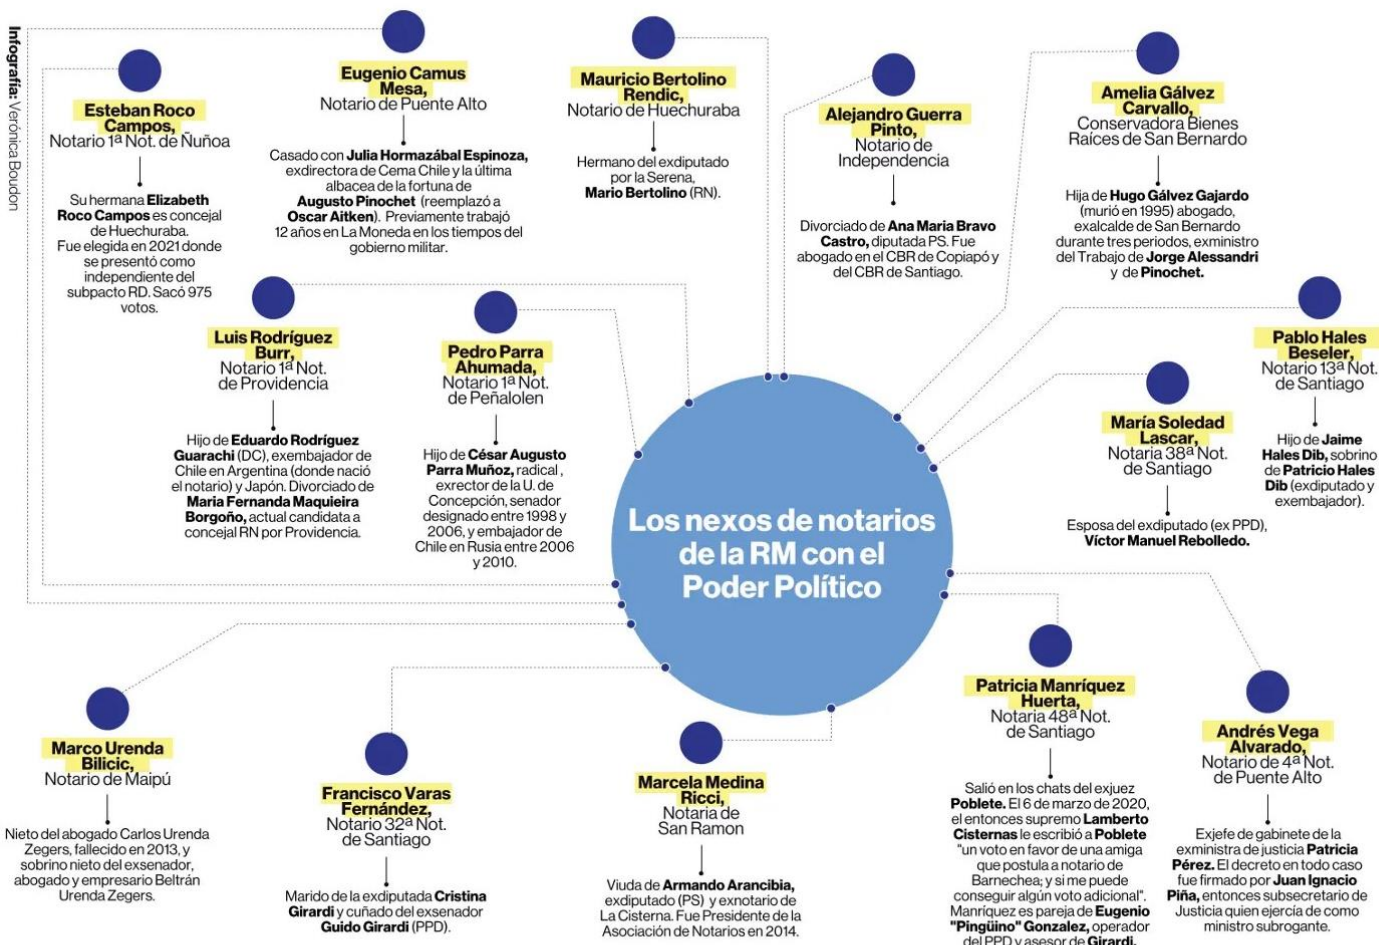 Infografía: Verónica Boudon
Esteban Roco
Campos,
Notario 1ª Not. de Ñuñoa
Su hermana Elizabeth
Roco Campos es concejal
de Huechuraba.
Fue elegida en 2021 donde
se presentó como
independiente del
subpacto RD. Sacó 975
votos.
Eugenio Camus
Mesa,
Notario de Puente Alto
Casado con Julia Hormazábal Espinoza,
exdirectora de Cema Chile y la última
albacea de la fortuna de
Augusto Pinochet (reemplazó a
Oscar Aitken). Previamente trabajó
12 años en La Moneda en los tiempos del
gobierno militar.
Mauricio Bertolino
Rendic,
Notario de Huechuraba
Hermano del exdiputado
por la Serena,
Mario Bertolino (RN).
Alejandro Guerra
Pinto,
Notario de
Independencia
Divorciado de Ana Maria Bravo
Castro, diputada PS. Fue
abogado en el CBR de Copiapó y
del CBR de Santiago.
Amelia Gálvez
Carvallo,
Conservadora Bienes
Raíces de San Bernardo
Hija de Hugo Gálvez Gajardo
(murió en 1995) abogado,
exalcalde de San Bernardo
durante tres periodos, exministro
del Trabajo de Jorge Alessandri
y de Pinochet.
Luis Rodríguez
Burr,
Notario 1ª Not.
de Providencia
Hijo de Eduardo Rodríguez
Guarachi (DC), exembajador de
Chile en Argentina (donde nació
el notario) y Japón. Divorciado de
Maria Fernanda Maquieira
Borgoño, actual candidata a
concejal RN por Providencia.
Pedro Parra
Ahumada,
Notario 1ª Not.
de Peñalolen
Hijo de César Augusto
Parra Muñoz, radical,
exrector de la U. de
Concepción, senador
designado entre 1998 y
2006, y embajador de
Chile en Rusia entre 2006
y 2010.
María Soledad
Lascar,
Notaria 38ª Not.
de Santiago
Esposa del exdiputado (ex PPD),
Víctor Manuel Rebolledo.
Pablo Hales
Beseler,
Notario 13ª Not.
de Santiago
Hijo de Jaime
Hales Dib, sobrino
de Patricio Hales
Dib (exdiputado y
exembajador).
Los nexos de notarios
de la RM con el
Poder Político
Marco Urenda
Bilicic,
Notario de Maipú
Nieto del abogado Carlos Urenda
Zegers, fallecido en 2013, y
sobrino nieto del exsenador,
abogado y empresario Beltrán
Urenda Zegers.
Francisco Varas
Fernández,
Notario 32ª Not.
de Santiago
Marido de la exdiputada Cristina
Girardi y cuñado del exsenador
Guido Girardi (PPD).
Marcela Medina
Ricci,
Notaria de
San Ramon
Viuda de Armando Arancibia,
exdiputado (PS) y exnotario de
La Cisterna. Fue Presidente de la
Asociación de Notarios en 2014.
Patricia Manríquez
Huerta,
Notaria 48ª Not.
de Santiago
Salió en los chats del exjuez
Poblete. El 6 de marzo de 2020,
el entonces supremo Lamberto
Cisternas le escribió a Poblete
"un voto en favor de una amiga
que postula a notario de
Barnechea; y si me puede
conseguir algún voto adicional".
Manríquez es pareja de Eugenio
"Pingüino" Gonzalez, operador
del PPD y asesor de Girardi.
Andrés Vega
Alvarado,
Notario de 4ª Not.
de Puente Alto
Exjefe de gabinete de la
exministra de justicia Patricia
Pérez. El decreto en todo caso
fue firmado por Juan Ignacio
Piña, entonces subsecretario de
Justicia quien ejercía de como
ministro subrogante.